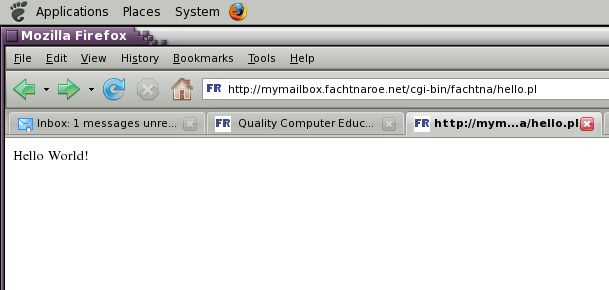 Applications Places System
Mozilla Firefox
File Edit View History Bookmarks Tools Help
FR http://mymailbox.fachtnaroe.net/cgi-bin/fachtna/hello.pl
Inbox: 1 messages unre... FR Quality Computer Educ... FR http://mym...a/hello.pl
Hello World!